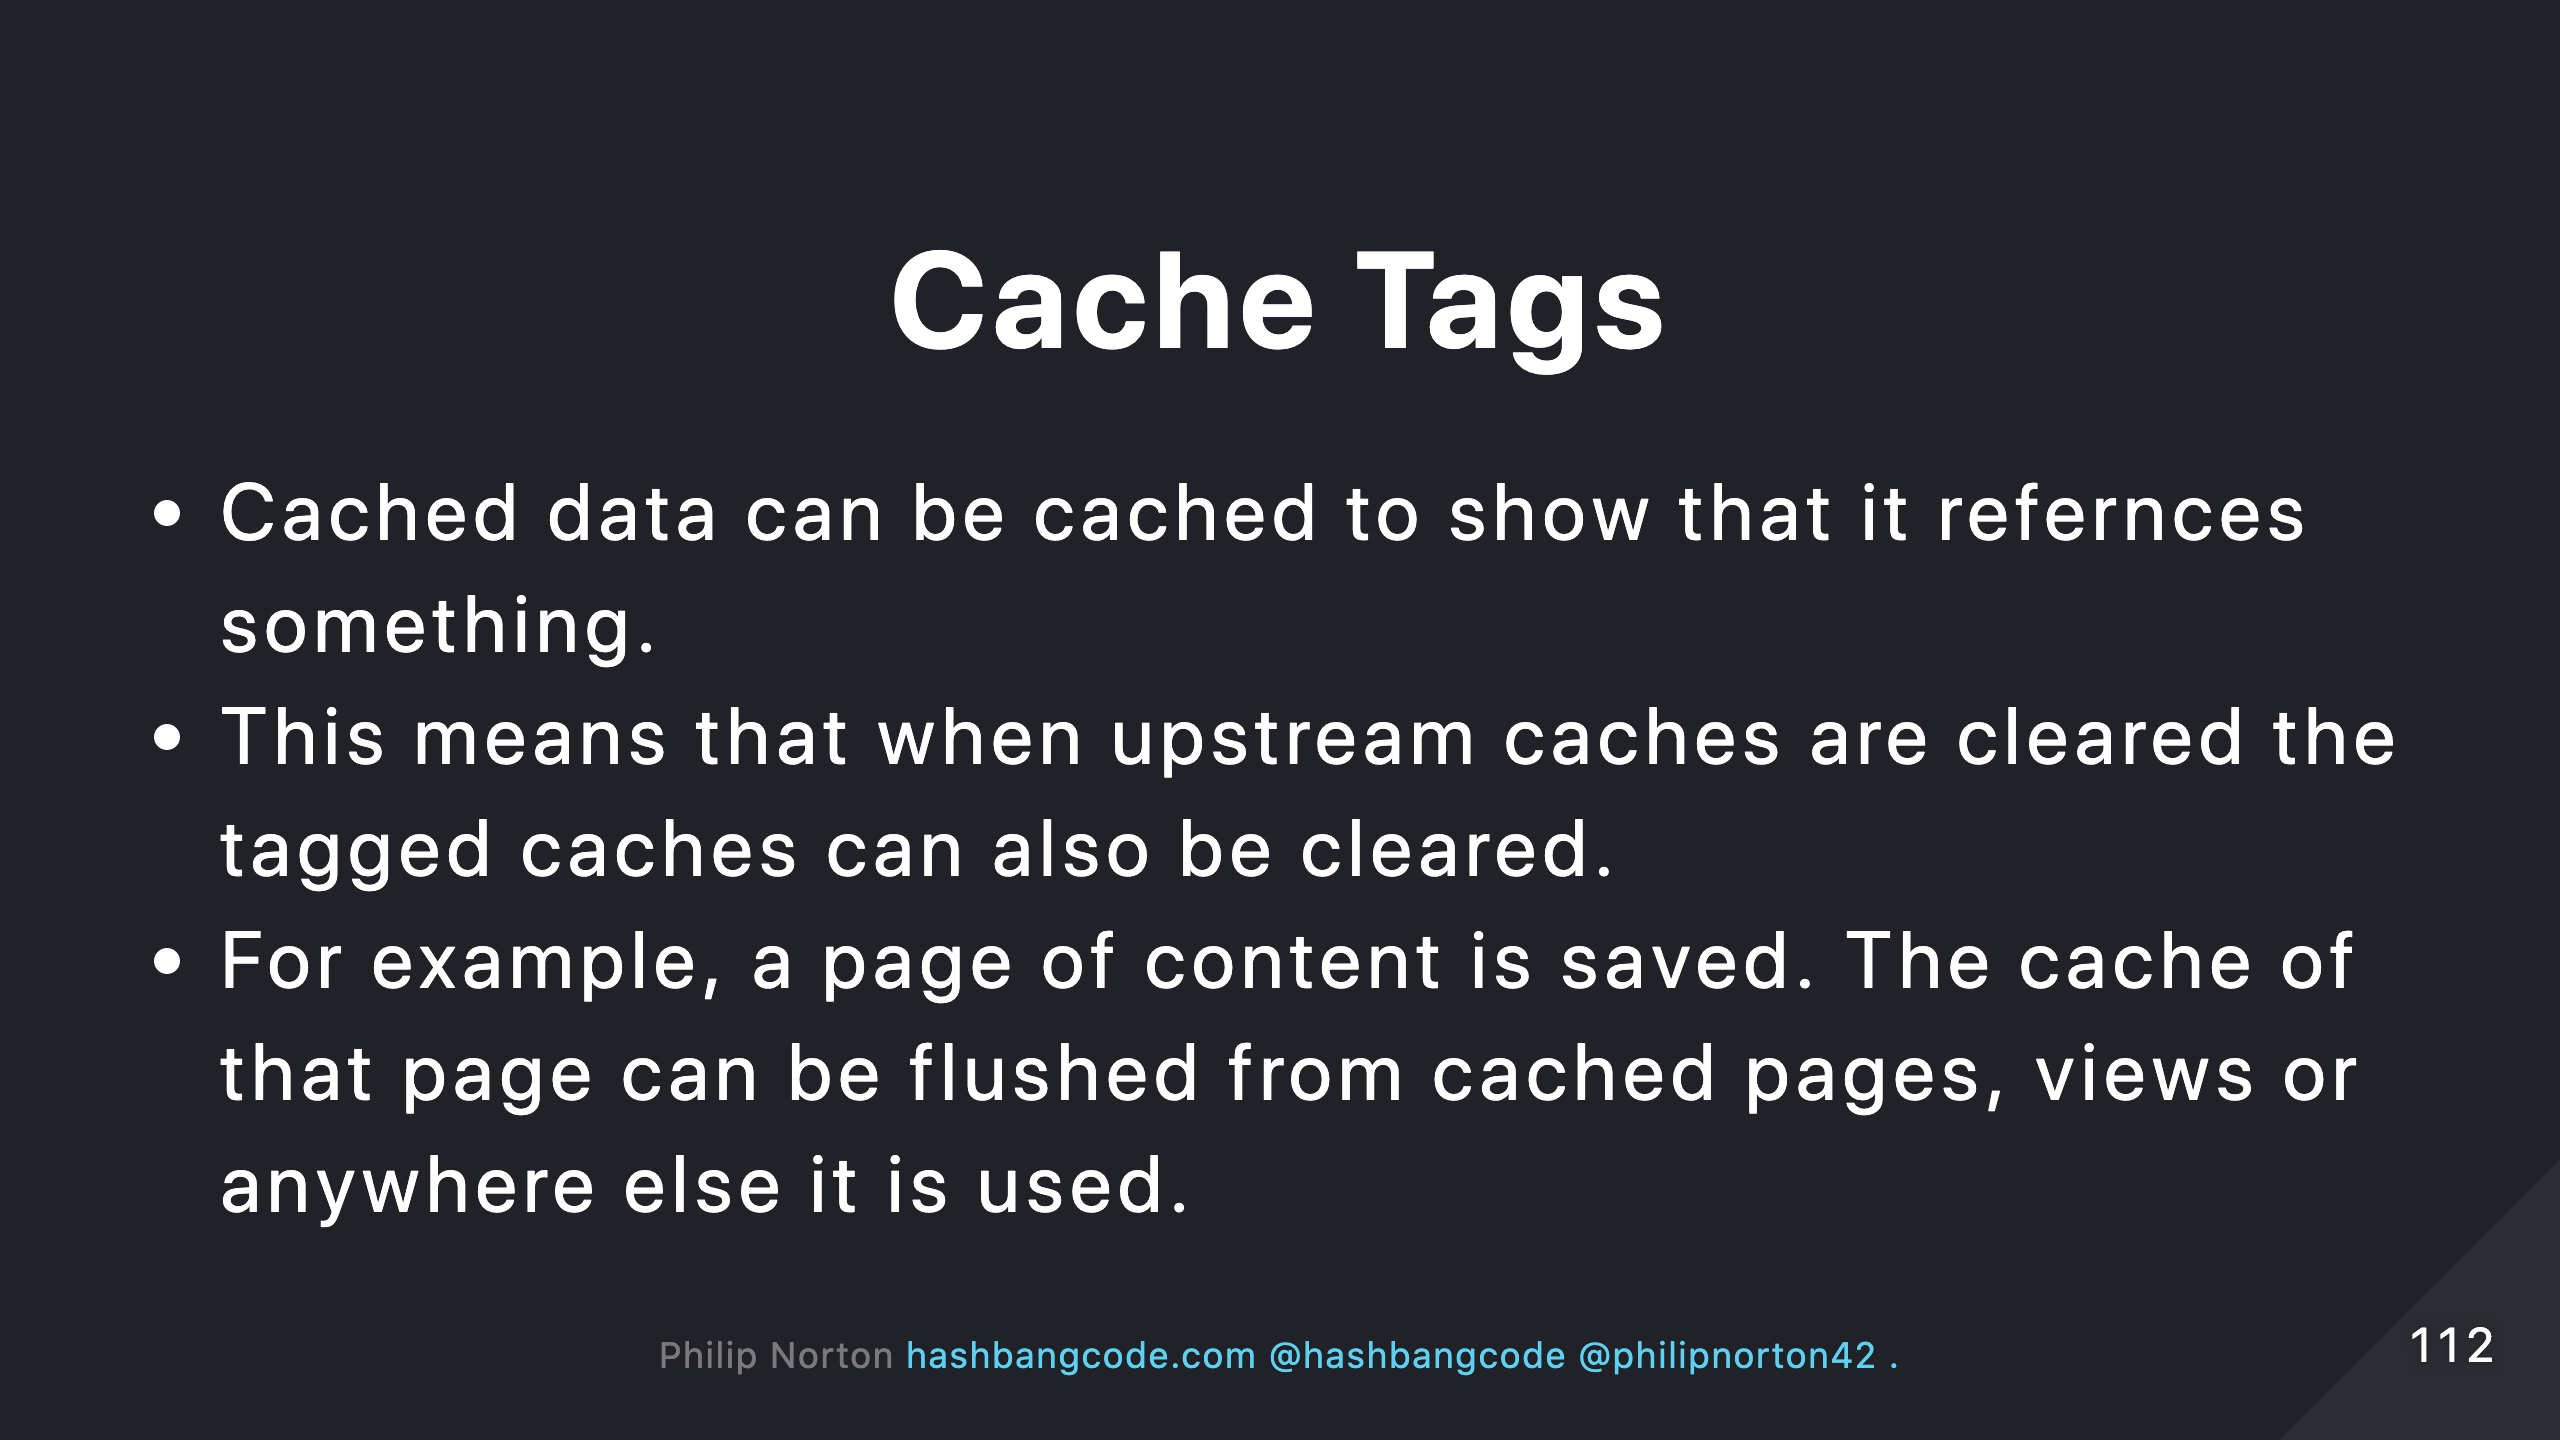 Cache Tags
• Cached data can be cached to show that it refernces
something.
• This means that when upstream caches are cleared the
tagged caches can also be cleared.
• For example, a page of content is saved. The cache of
that page can be flushed from cached pages, views or
anywhere else it is used.
Philip Norton hashbangcode.com @hashbangcode @philipnorton42 .
112